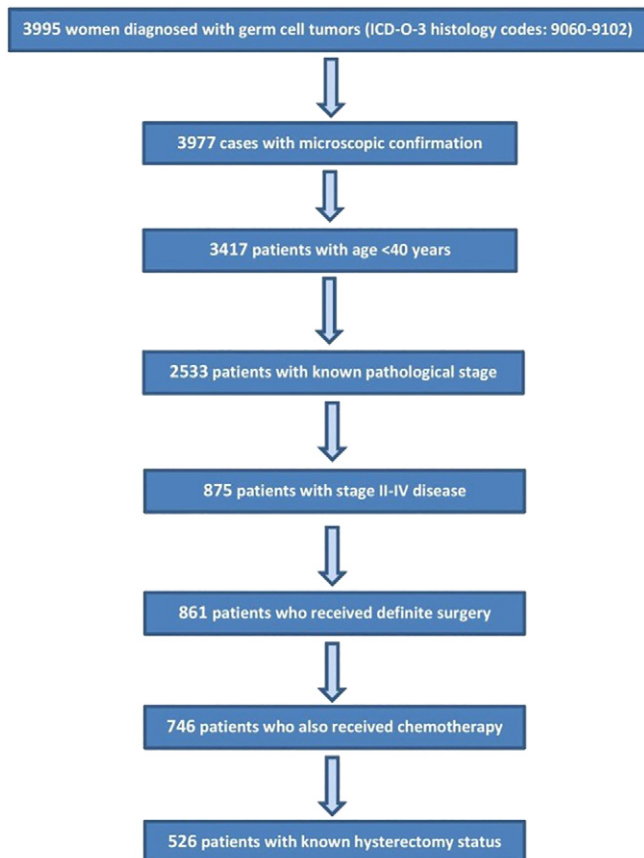 3995 women diagnosed with germ cell tumors (ICD-O-3 histology codes: 9060-9102)
3977 cases with microscopic confirmation
3417 patients with age <40 years
2533 patients with known pathological stage
875 patients with stage II-IV disease
861 patients who received definite surgery
746 patients who also received chemotherapy
526 patients with known hysterectomy status